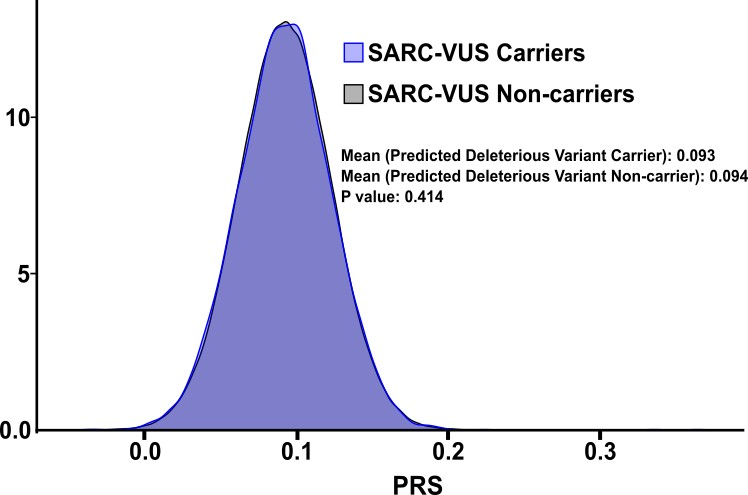 SARC-VUS Carriers
SARC-VUS Non-carriers
10
Mean (Predicted Deleterious Variant Carrier): 0.093
Mean (Predicted Deleterious Variant Non-carrier): 0.094
P value: 0.414
5
0.0
0.0 0.1 0.2 0.3
PRS